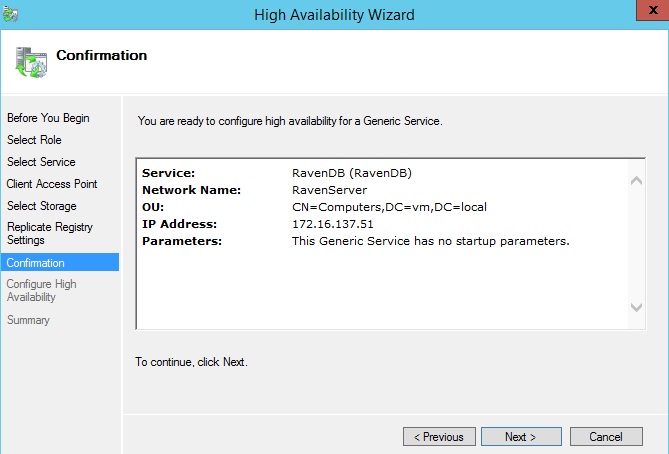 High Availability Wizard
x
Confirmation
Before You Begin
Select Role
Select Service
Client Access Point
Select Storage
Replicate Registry
Settings
Confirmation
Configure High
Availability
Summary
You are ready to configure high availability for a Generic Service.
Service: RavenDB (RavenDB)
Network Name: RavenServer
OU: CN=Computers,DC=vm,DC=local
IP Address: 172.16.137.51
Parameters: This Generic Service has no startup parameters.
To continue, click Next.
< Previous Next > Cancel